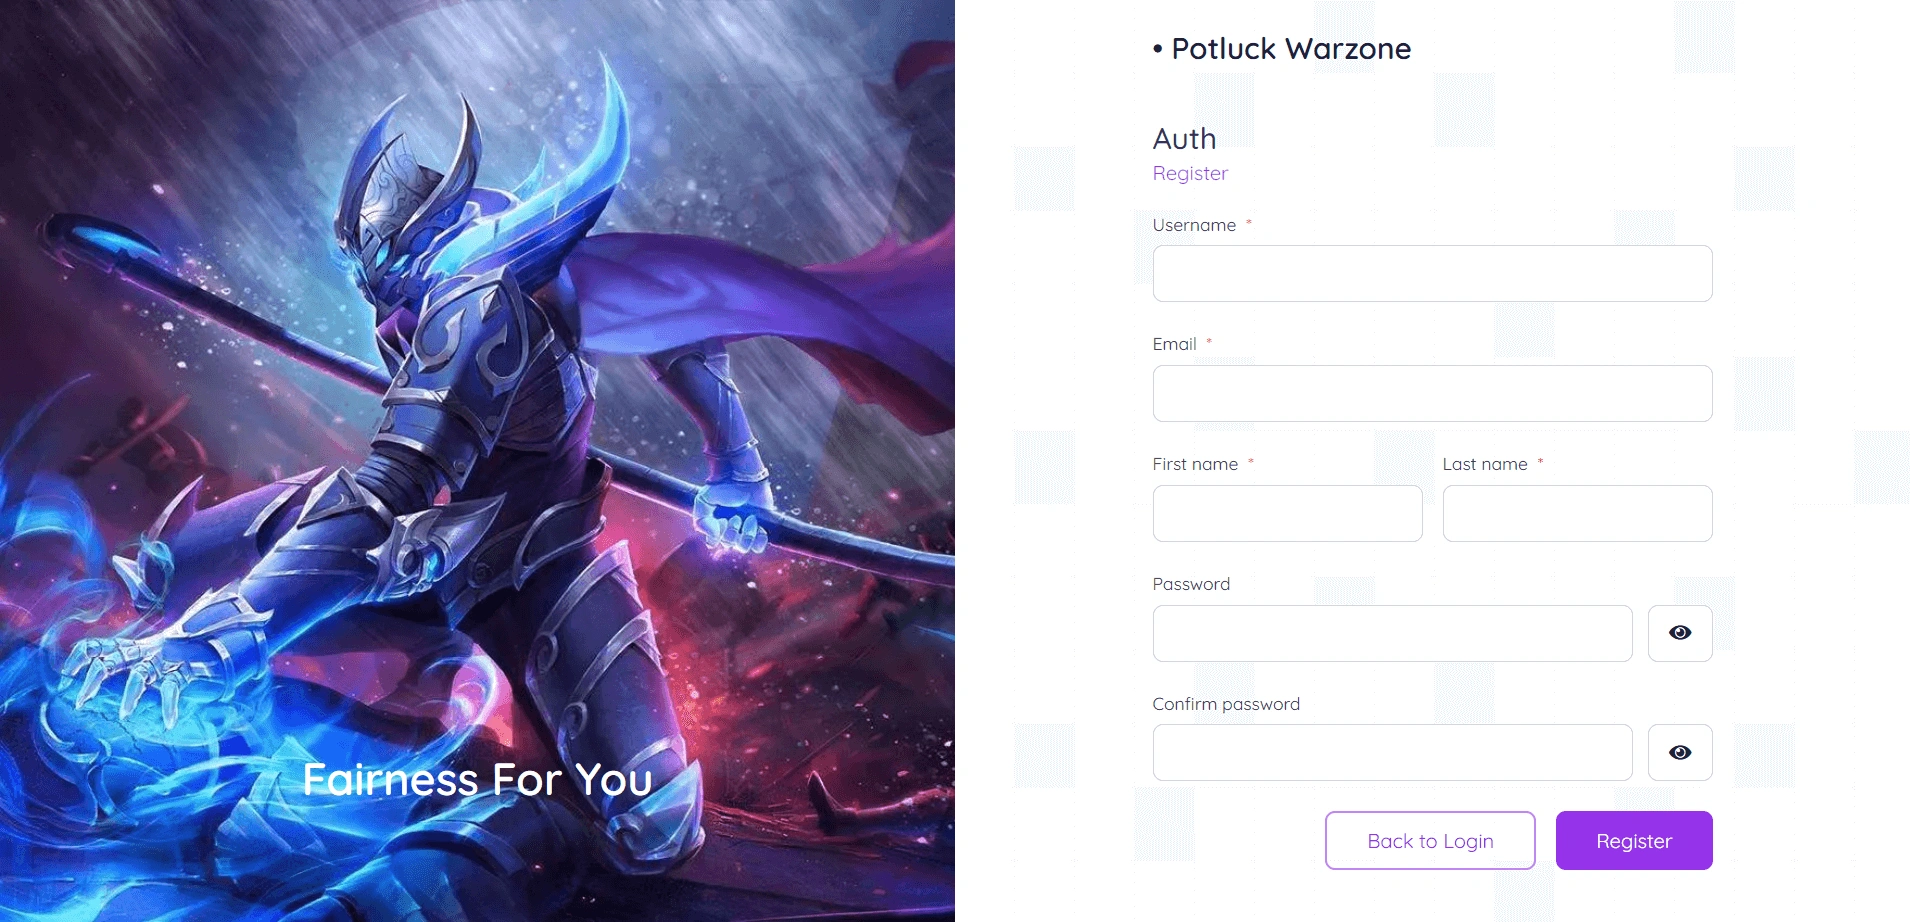 Fairness For You
• Potluck Warzone
Auth
Register
Username *
Email *
First name *
Last name *
Password
Confirm password
Back to Login
Register